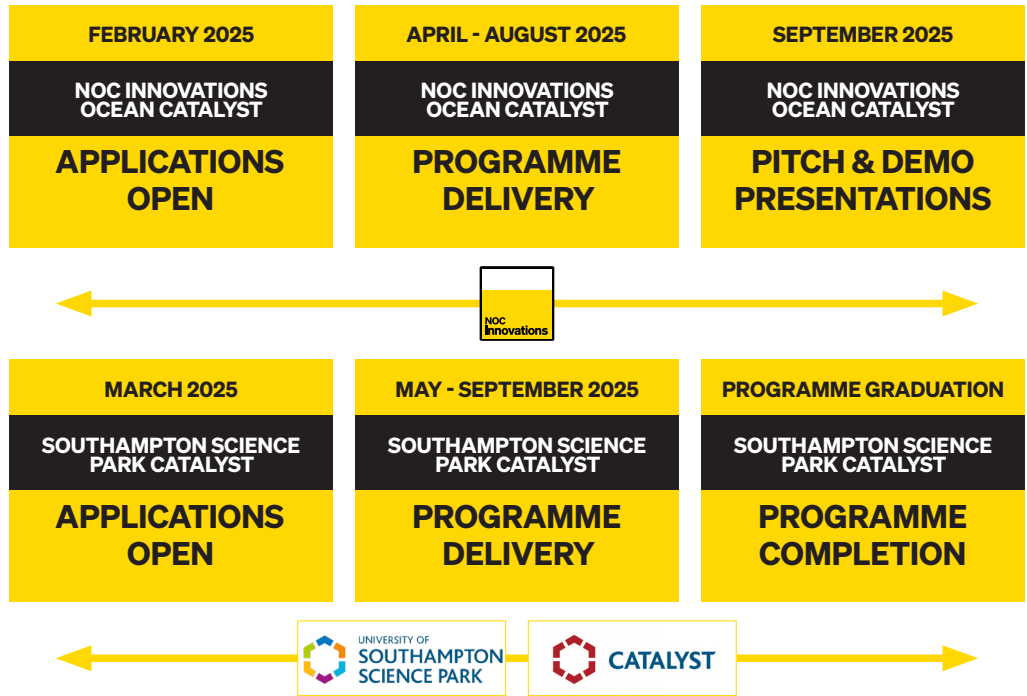 FEBRUARY 2025
NOC INNOVATIONS
OCEAN CATALYST
APPLICATIONS
OPEN
APRIL - AUGUST 2025
NOC INNOVATIONS
OCEAN CATALYST
PROGRAMME
DELIVERY
SEPTEMBER 2025
NOC INNOVATIONS
OCEAN CATALYST
PITCH & DEMO
PRESENTATIONS
NOC
Innovations
MARCH 2025
SOUTHAMPTON SCIENCE
PARK CATALYST
APPLICATIONS
OPEN
MAY - SEPTEMBER 2025
SOUTHAMPTON SCIENCE
PARK CATALYST
PROGRAMME
DELIVERY
PROGRAMME GRADUATION
SOUTHAMPTON SCIENCE
PARK CATALYST
PROGRAMME
COMPLETION
UNIVERSITY OF
SOUTHAMPTON
SCIENCE PARK
CATALYST